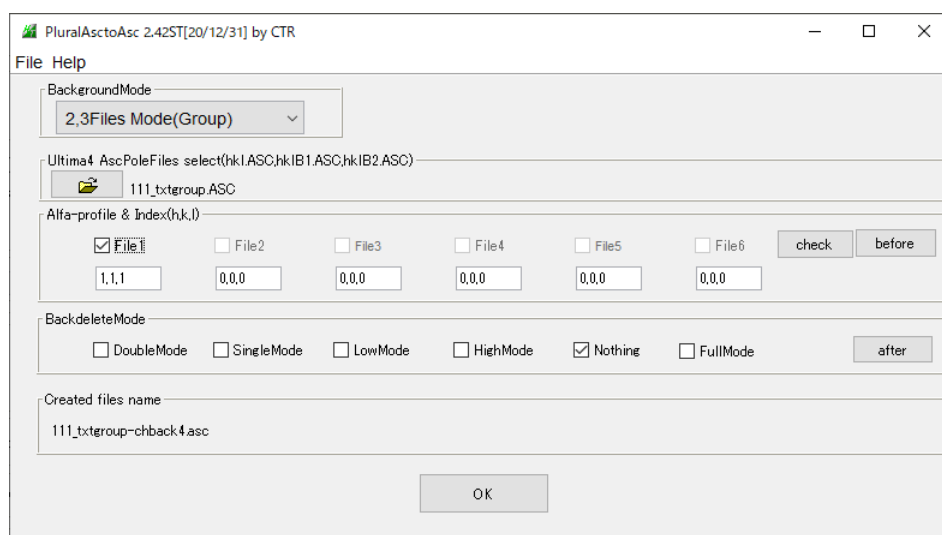 PluralAsctoAsc 2.42ST[20/12/31] by CTR
File Help
BackgroundMode
2,3Files Mode(Group)
Ultima4 AscPoleFiles select(hkl.ASC,hklB1.ASC,hklB2.ASC)
111_txtgroup.ASC
Alfa-profile & Index(h,k,l)
File1 File2 File3 File4 File5 File6 check before
1,1,1 0,0,0 0,0,0 0,0,0 0,0,0 0,0,0
BackdeleteMode
DoubleMode SingleMode LowMode HighMode Nothing FullMode after
Created files name
111_txtgroup-chback4.asc
OK